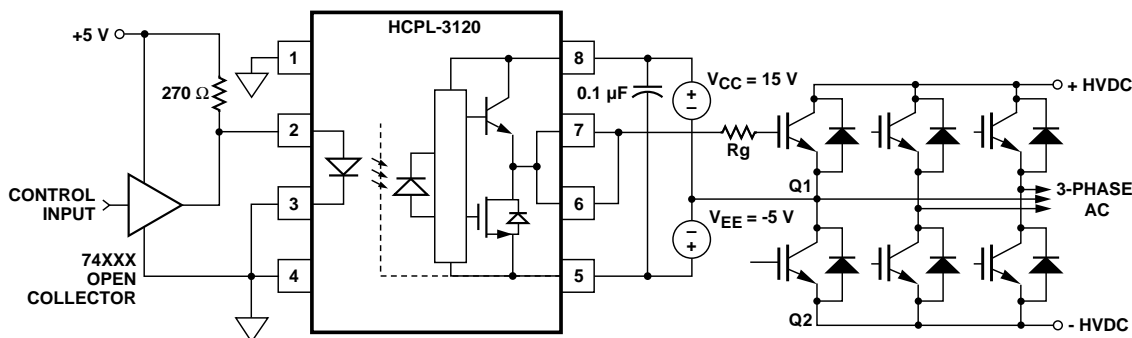 HCPL-3120
+5 V
270 Ω
1
2
3
4
8
7
6
5
0.1 µF
VCC = 15 V
+
−
VEE = -5 V
+
−
Rg
Q1
Q2
+ HVDC
- HVDC
3-PHASE
AC
CONTROL
INPUT
74XXX
OPEN
COLLECTOR